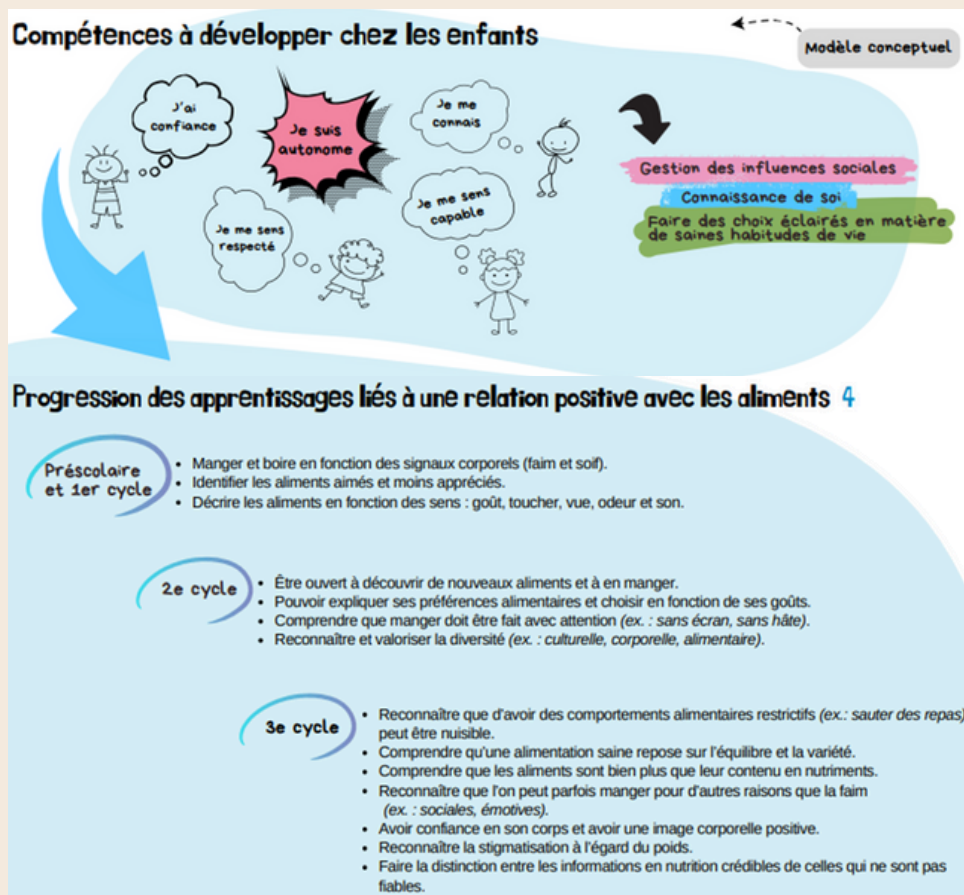 Compétences à développer chez les enfants
Modèle conceptuel
J'ai
confiance
Je suis
autonome
Je me
connais
Je me sens
respecté
Je me sens
capable
Gestion des influences sociales
Connaissance de soi
Faire des choix éclairés en matière
de saines habitudes de vie
Progression des apprentissages liés à une relation positive avec les aliments 4
Préscolaire
et 1er cycle
• Manger et boire en fonction des signaux corporels (faim et soif).
• Identifier les aliments aimés et moins appréciés.
• Décrire les aliments en fonction des sens : goût, toucher, vue, odeur et son.
2e cycle
• Être ouvert à découvrir de nouveaux aliments et à en manger.
• Pouvoir expliquer ses préférences alimentaires et choisir en fonction de ses goûts.
• Comprendre que manger doit être fait avec attention (ex. : sans écran, sans hâte).
• Reconnaître et valoriser la diversité (ex. : culturelle, corporelle, alimentaire).
3e cycle
• Reconnaître que d'avoir des comportements alimentaires restrictifs (ex.: sauter des repas)
peut être nuisible.
• Comprendre qu'une alimentation saine repose sur l'équilibre et la variété.
• Comprendre que les aliments sont bien plus que leur contenu en nutriments.
• Reconnaître que l'on peut parfois manger pour d'autres raisons que la faim
(ex. : sociales, émotives).
• Avoir confiance en son corps et avoir une image corporelle positive.
• Reconnaître la stigmatisation à l'égard du poids.
• Faire la distinction entre les informations en nutrition crédibles de celles qui ne sont pas
fiables.